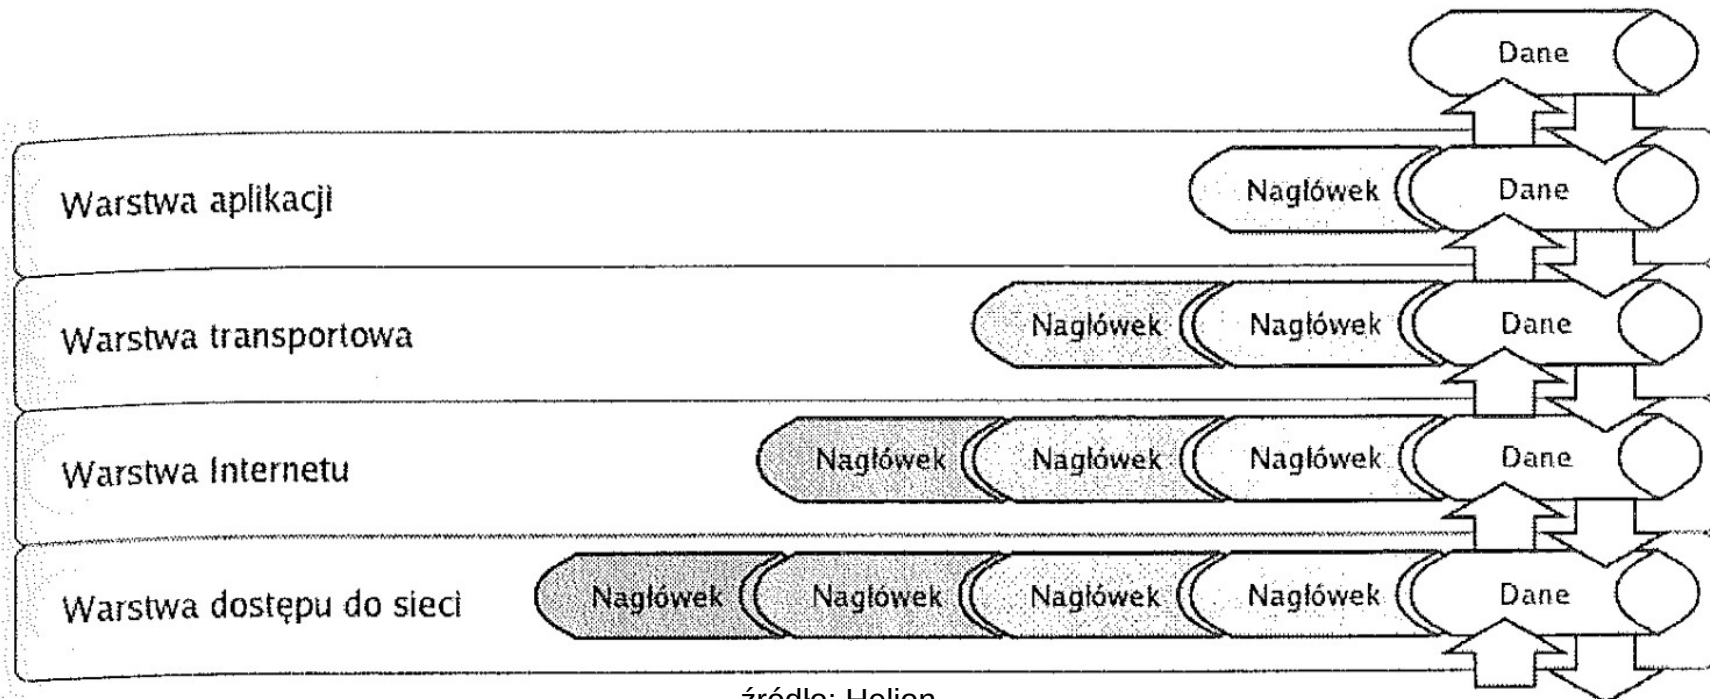 Dane
Warstwa aplikacji Nagłówek Dane
Warstwa transportowa Nagłówek Nagłówek Dane
Warstwa Internetu Nagłówek Nagłówek Nagłówek Dane
Warstwa dostępu do sieci Nagłówek Nagłówek Nagłówek Nagłówek Dane
źródło: Helion